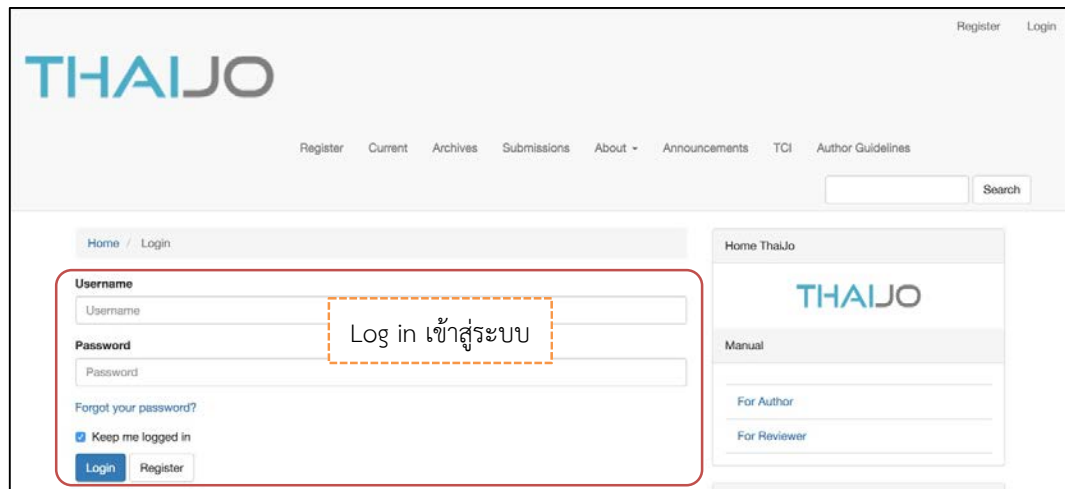 Register Login
THAIJO
Register Current Archives Submissions About Announcements TCI Author Guidelines
Search
Home / Login
Username
Username
Log in เข้าสู่ระบบ
Password
Password
Forgot your password?
Keep me logged in
Login Register
Home ThaiJo
THAIJO
Manual
For Author
For Reviewer